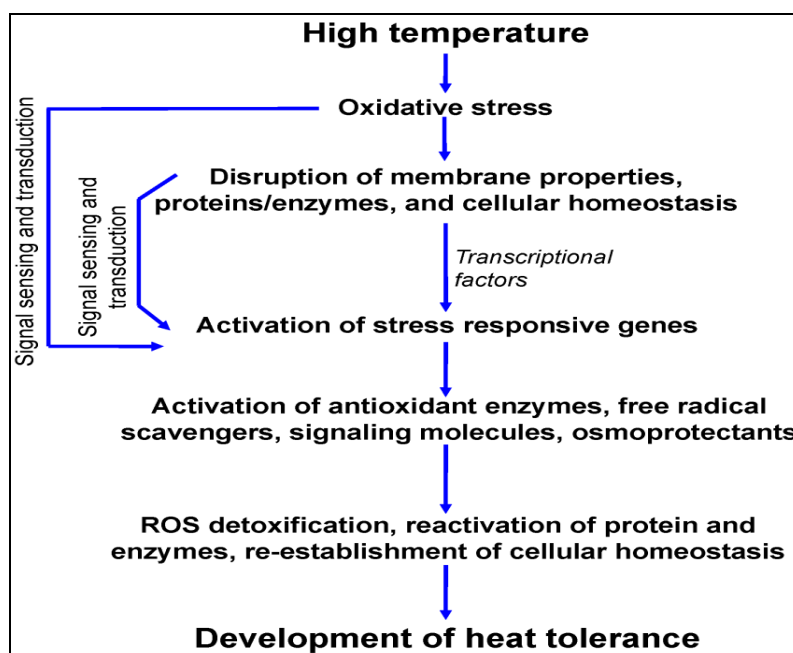 High temperature
Oxidative stress
Signal sensing and transduction
Signal sensing and
transduction
Disruption of membrane properties,
proteins/enzymes, and cellular homeostasis
Transcriptional
factors
Activation of stress responsive genes
Activation of antioxidant enzymes, free radical
scavengers, signaling molecules, osmoprotectants
ROS detoxification, reactivation of protein and
enzymes, re-establishment of cellular homeostasis
Development of heat tolerance